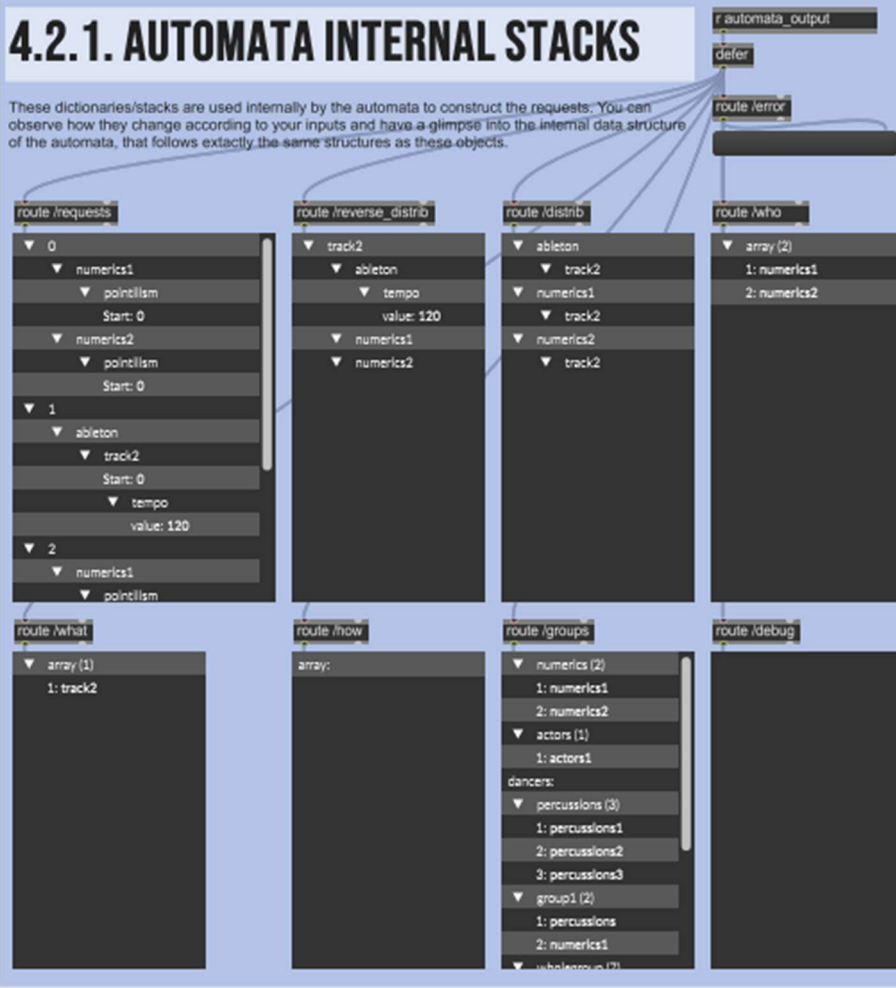 4.2.1. AUTOMATA INTERNAL STACKS
These dictionaries/stacks are used internally by the automata to construct the requests. You can
observe how they change according to your inputs and have a glimpse into the internal data structure
of the automata, that follows extactly the same structures as these objects.
r automata_output
defer
route /error
route /requests
0
numerics1
pointilism
Start: 0
numerics2
pointilism
Start: 0
1
ableton
track2
Start: 0
tempo
value: 120
2
numerics1
pointilism
route /reverse_distrib
track2
ableton
tempo
value: 120
numerics1
numerics2
route /distrib
ableton
track2
numerics1
track2
numerics2
track2
route /who
array (2)
1: numerics1
2: numerics2
route /what
array (1)
1: track2
route /how
array:
route /groups
numerics (2)
1: numerics1
2: numerics2
actors (1)
1: actors1
dancers:
percussions (3)
1: percussions1
2: percussions2
3: percussions3
group1 (2)
1: percussions
2: numerics1
wholegroup (7)
route /debug